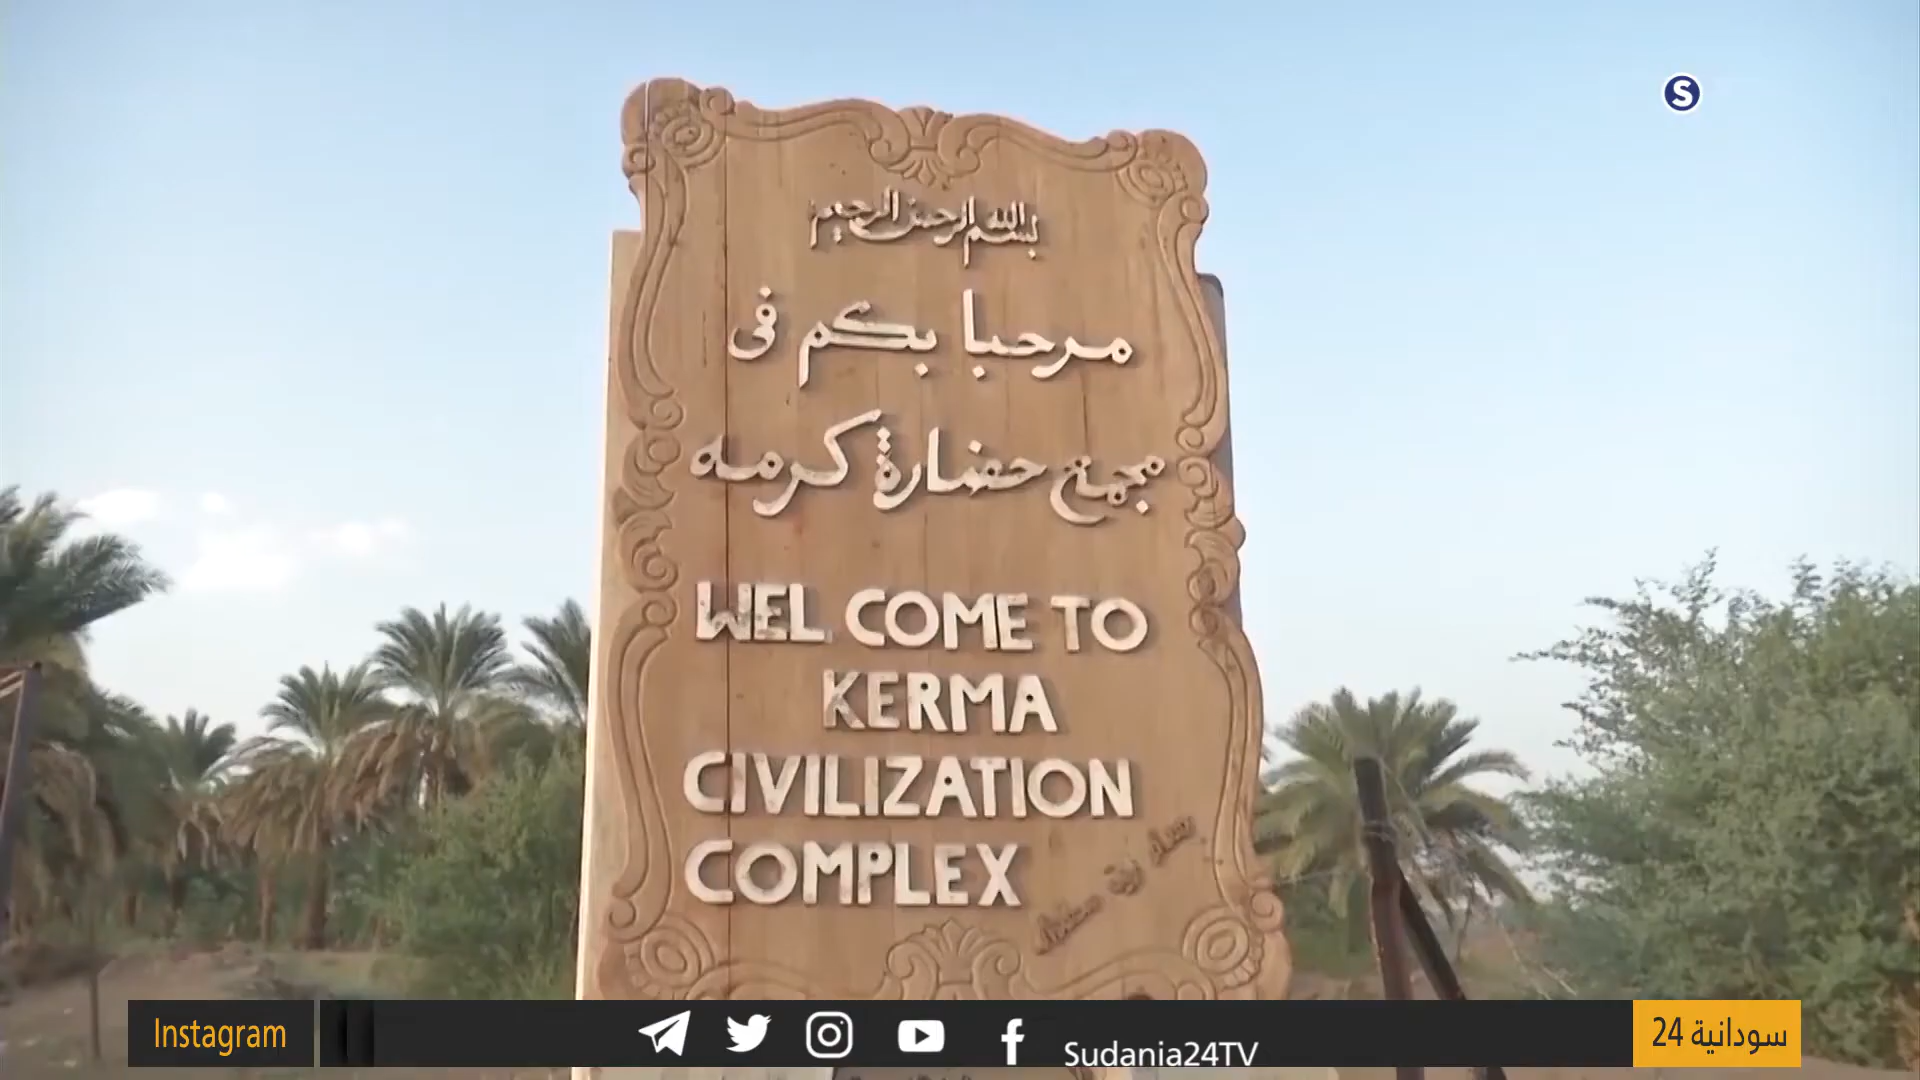 S
بسم الله الرحمن الرحيم
مرحبا بكم فى
مجمع حضارة كرمه
WEL COME TO
KERMA
CIVILIZATION
COMPLEX
Instagram
Sudania24TV
سودانية 24